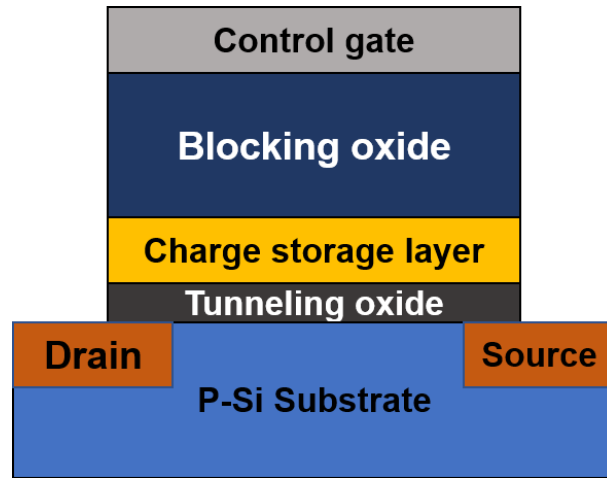 Control gate
Blocking oxide
Charge storage layer
Tunneling oxide
Drain
Source
P-Si Substrate